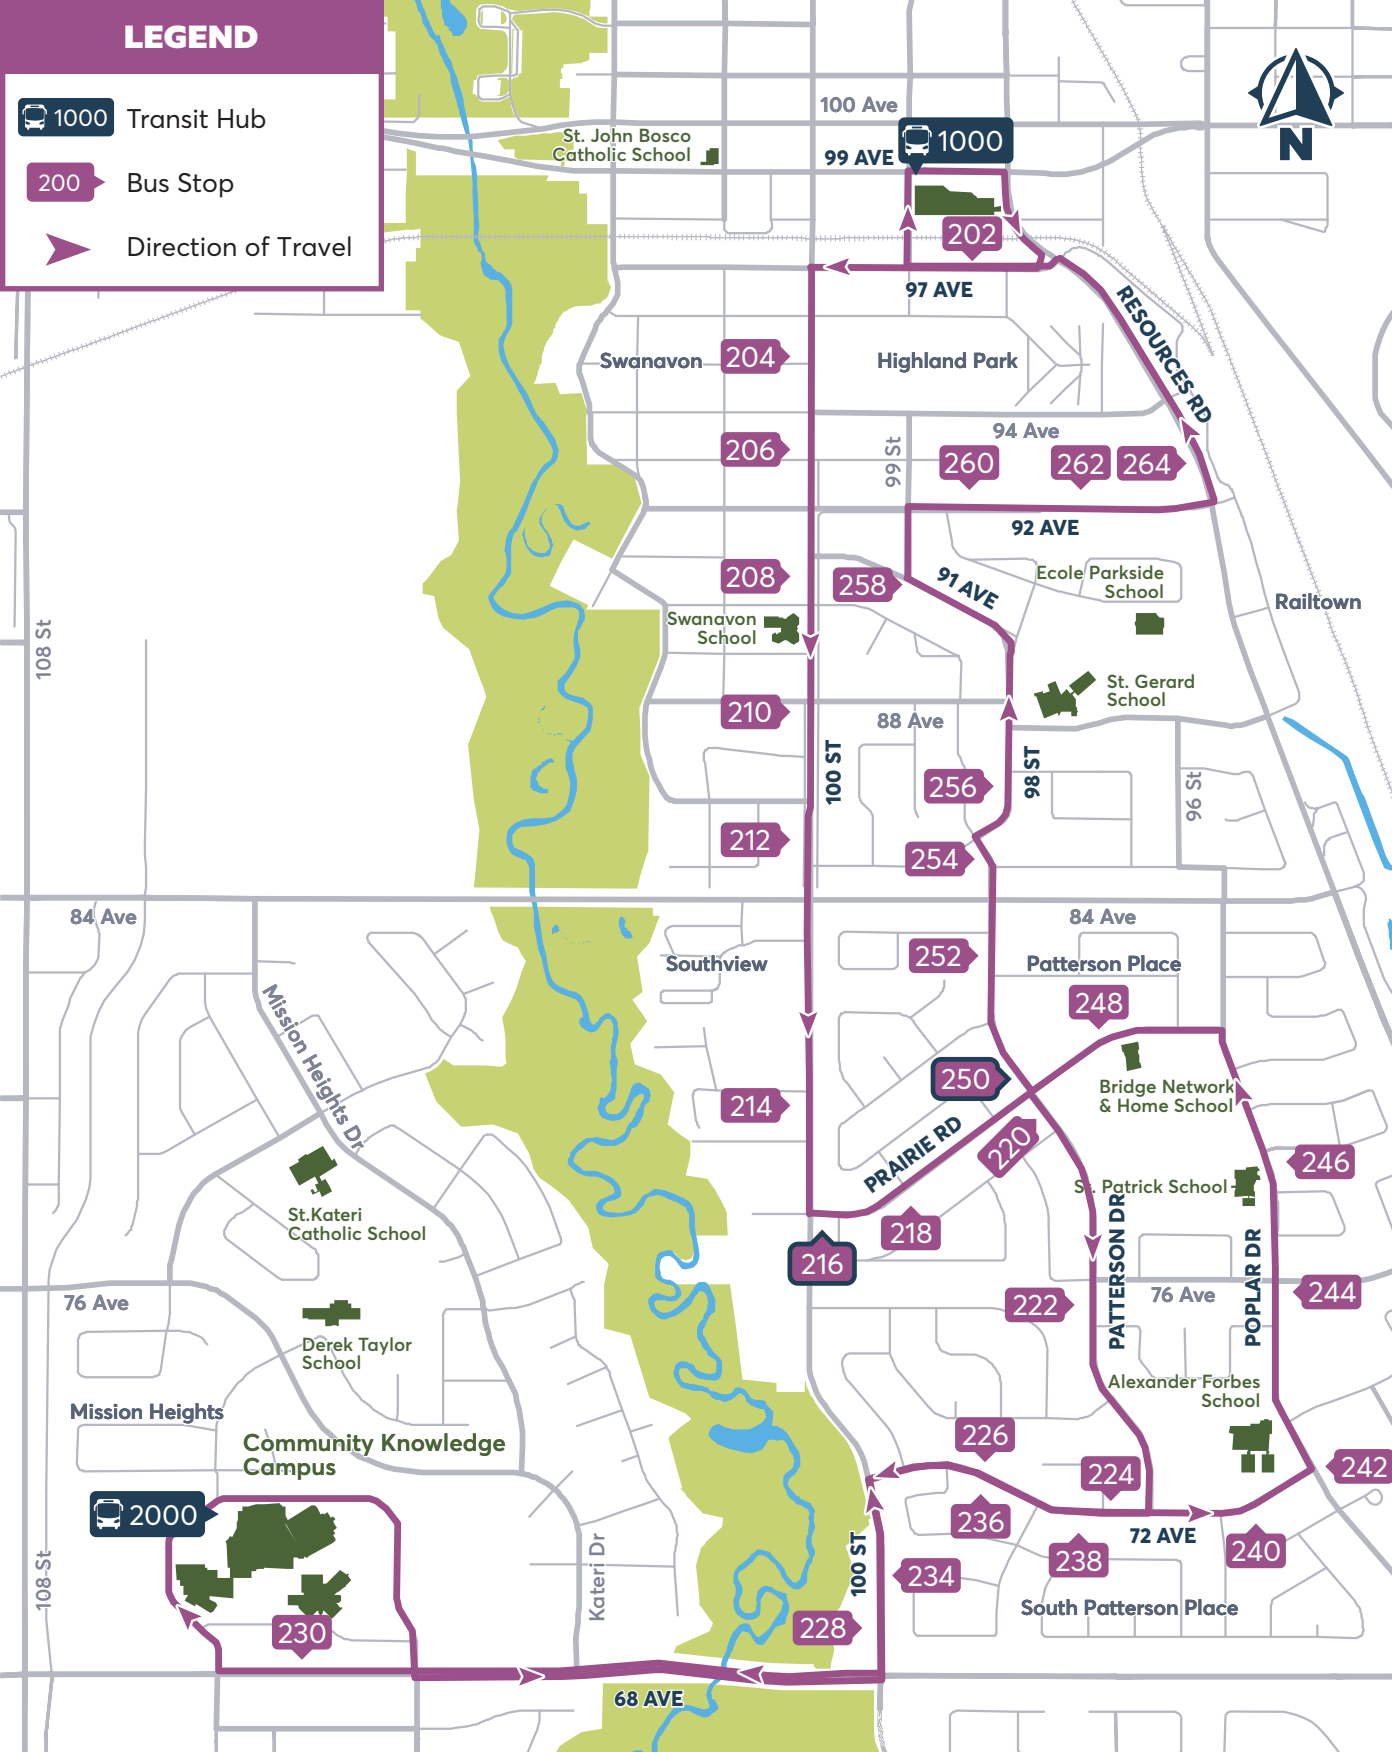 LEGEND
1000 Transit Hub
200 Bus Stop
Direction of Travel
100 Ave
St. John Bosco
Catholic School
99 AVE
1000
N
202
97 AVE
RESOURCES RD
Swanavon
204
Highland Park
94 Ave
206
99 St
260
262
264
92 AVE
208
258
91 AVE
Ecole Parkside
School
Railtown
108 St
Swanavon
School
St. Gerard
School
210
88 Ave
100 ST
98 ST
96 St
256
212
254
84 Ave
84 Ave
252
Southview
Patterson Place
248
Mission Heights Dr
250
Bridge Network
& Home School
214
PRAIRIE RD
220
246
St. Patrick School
St.Kateri
Catholic School
218
PATTERSON DR
POPLAR DR
216
76 Ave
222
76 Ave
244
Derek Taylor
School
Alexander Forbes
School
Mission Heights
226
Community Knowledge
Campus
224
242
2000
236
72 AVE
240
238
100 ST
234
108 St
Kateri Dr
South Patterson Place
228
230
68 AVE